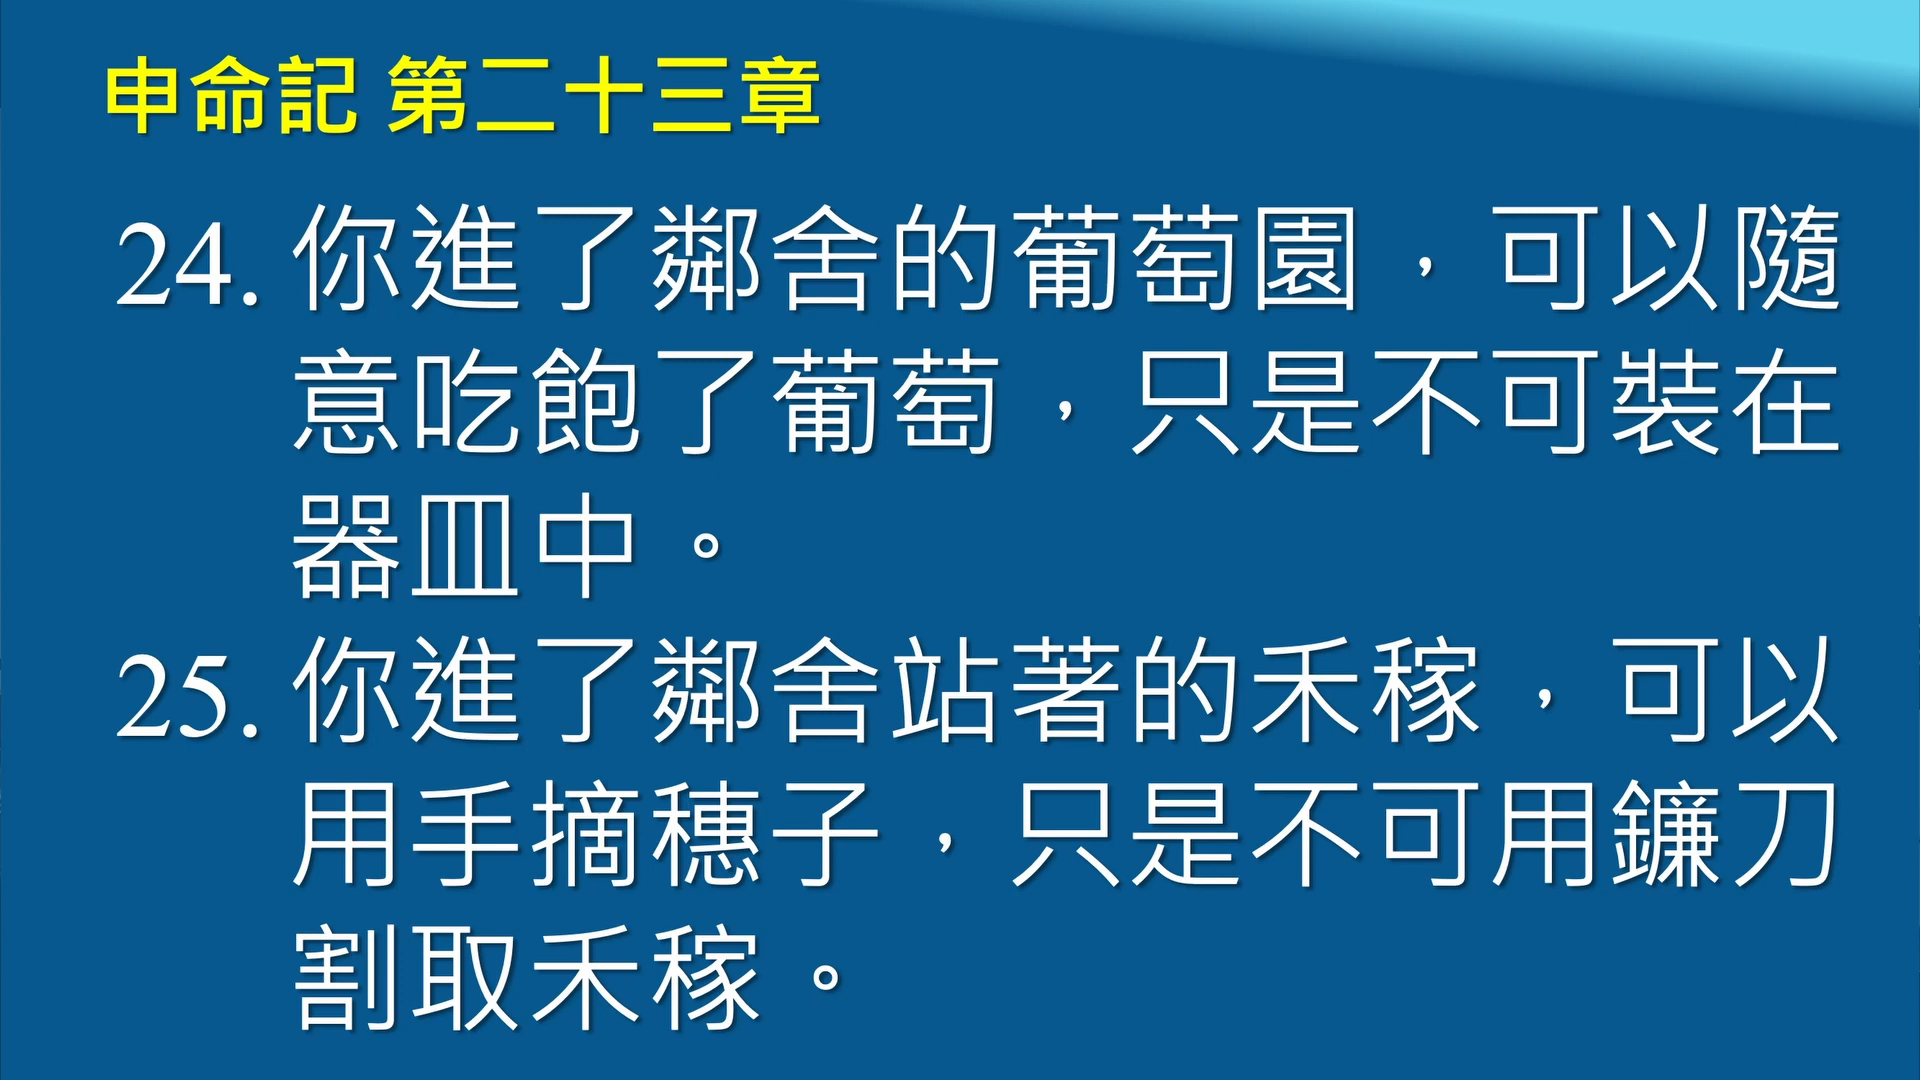 申命記 第二十三章
24. 你進了鄰舍的葡萄園，可以隨
意吃飽了葡萄，只是不可裝在
器皿中。
25. 你進了鄰舍站著的禾稼，可以
用手摘穗子，只是不可用鐮刀
割取禾稼。